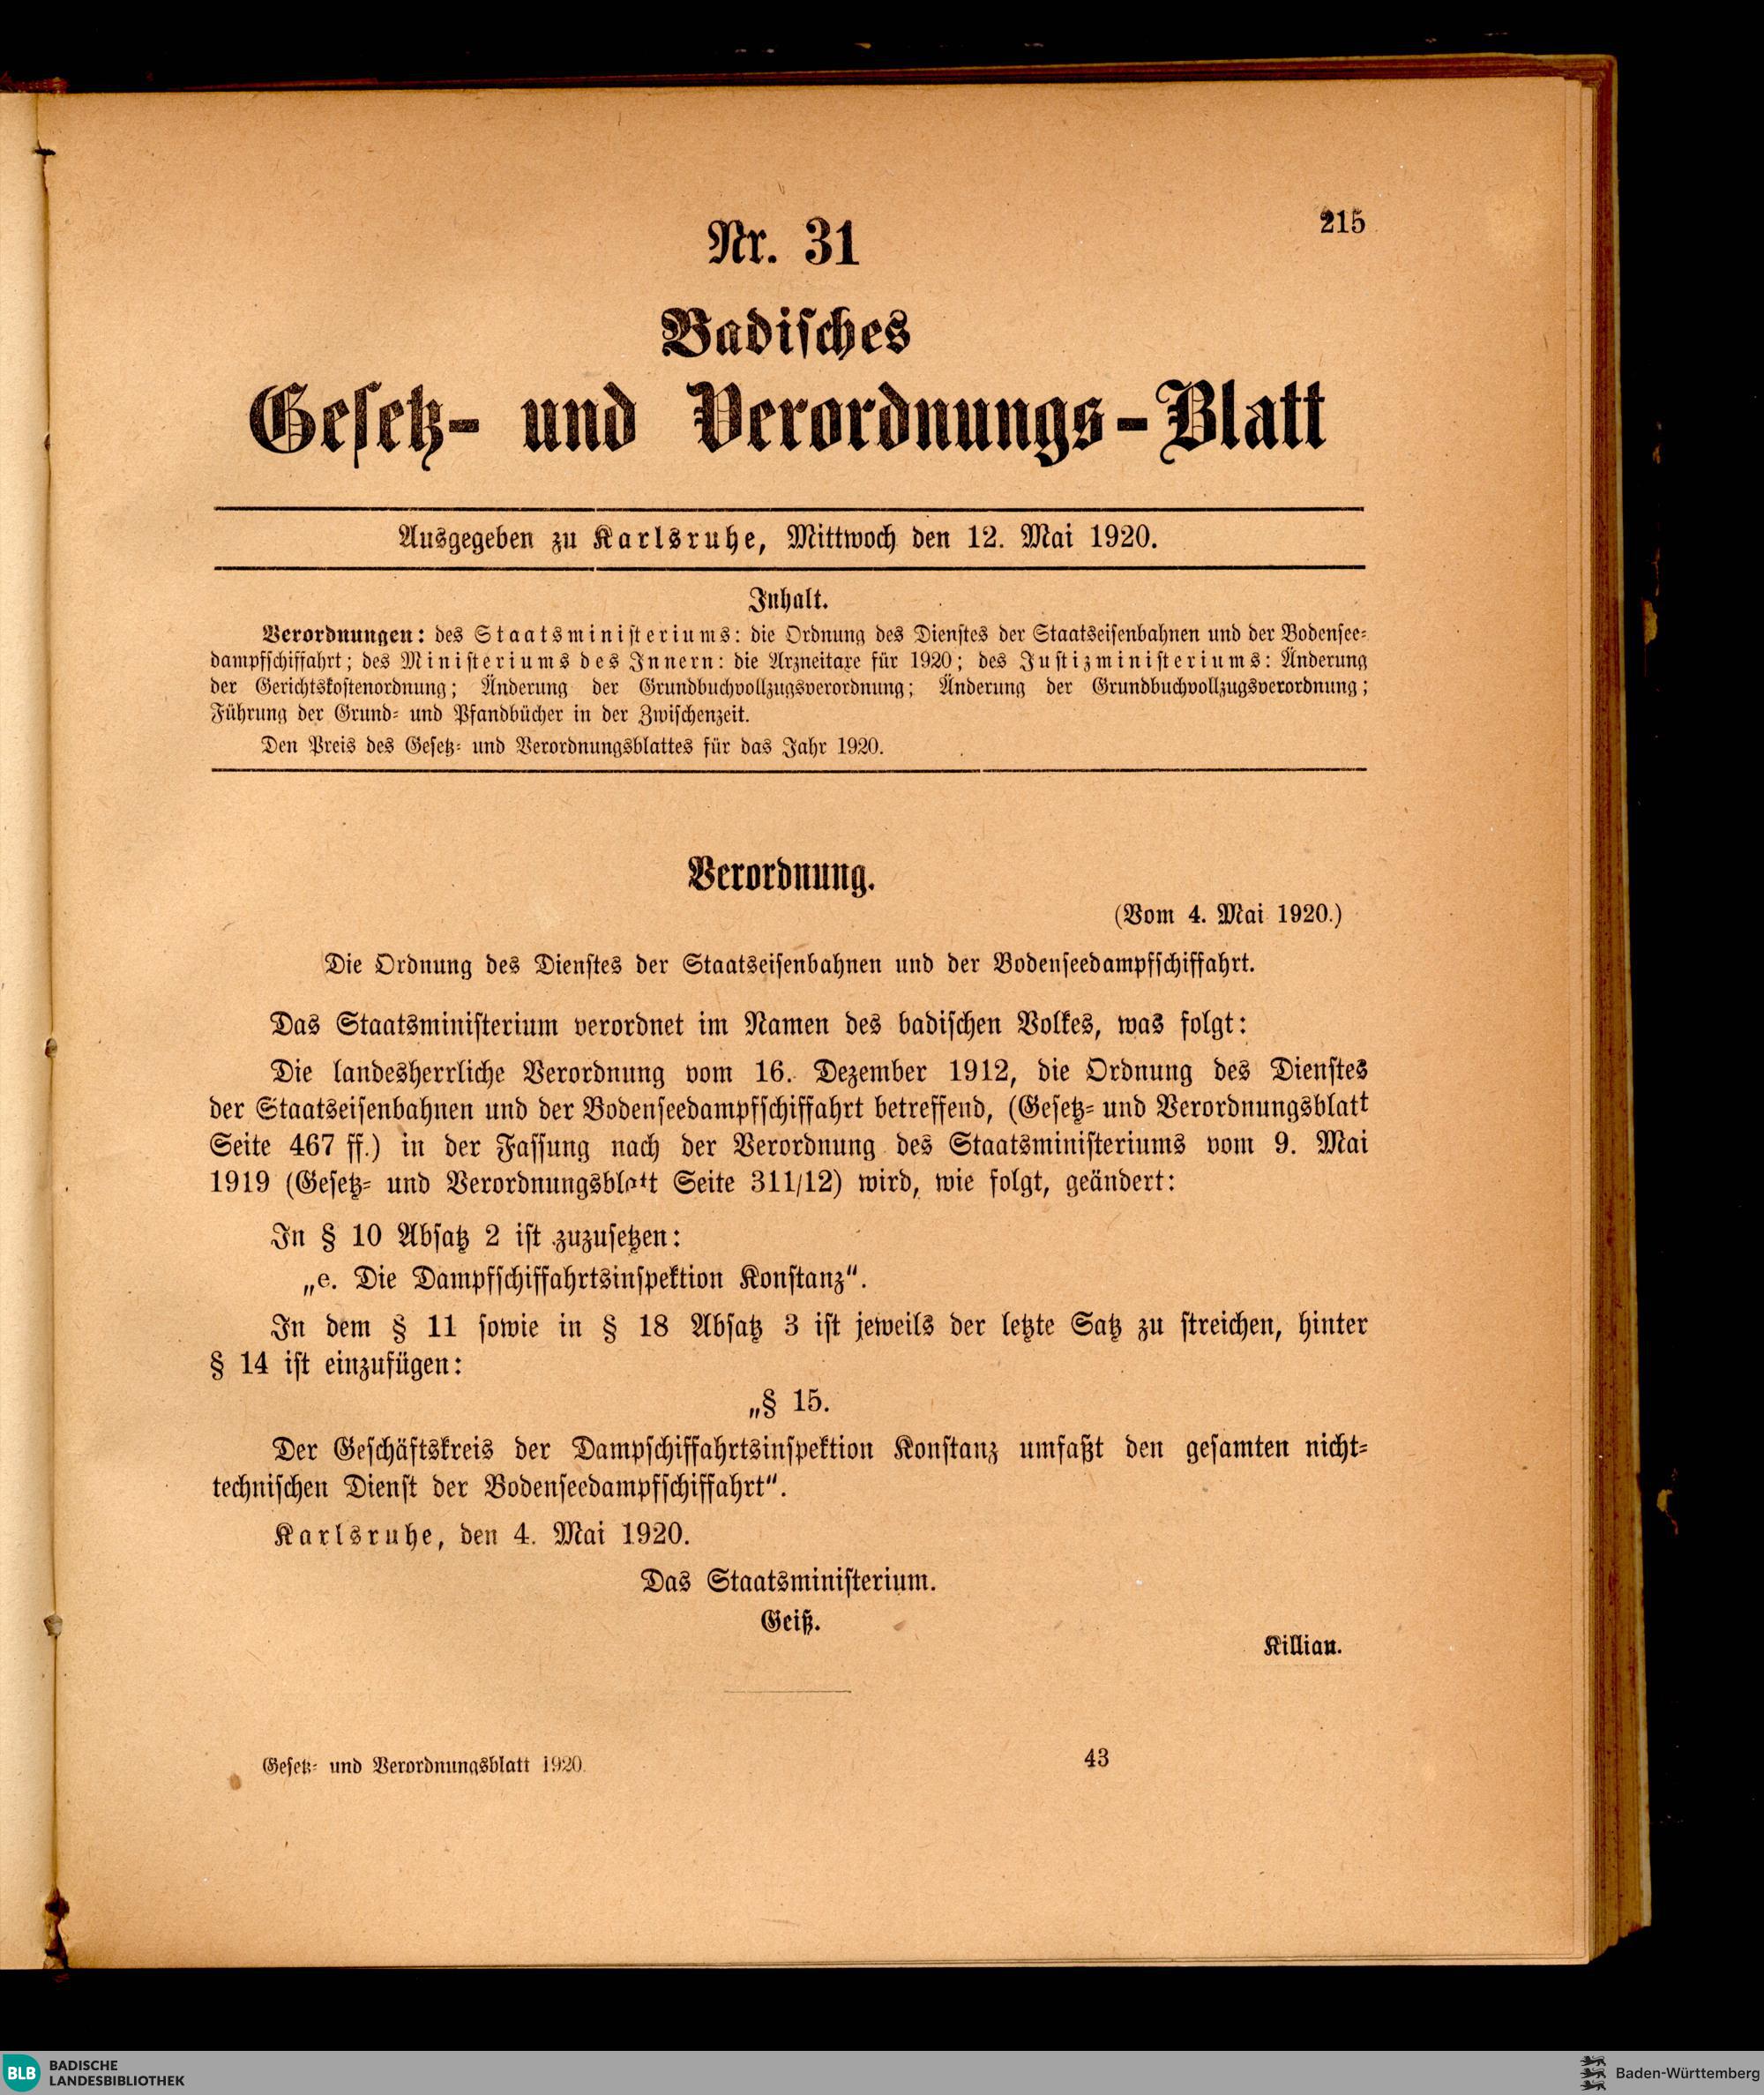 215
Nr. 31
Badisches
Gesetz- und Verordnungs-Blatt
Ausgegeben zu Karlsruhe, Mittwoch den 12. Mai 1920.
Inhalt.
Verordnungen: des Staatsministeriums: die Ordnung des Dienstes der Staatseisenbahnen und der Bodensee-
dampfschiffahrt; des Ministeriums des Innern: die Arzneitaxe für 1920; des Justizministeriums: Änderung
der Gerichtskostenordnung; Änderung der Grundbuchvollzugsverordnung; Änderung der Grundbuchvollzugsverordnung;
Führung der Grund- und Pfandbücher in der Zwischenzeit.
Den Preis des Gesetz- und Verordnungsblattes für das Jahr 1920.
Verordnung.
(Vom 4. Mai 1920.)
Die Ordnung des Dienstes der Staatseisenbahnen und der Bodenseedampfschiffahrt.
Das Staatsministerium verordnet im Namen des badischen Volkes, was folgt:
Die landesherrliche Verordnung vom 16. Dezember 1912, die Ordnung des Dienstes
der Staatseisenbahnen und der Bodenseedampfschiffahrt betreffend, (Gesetz- und Verordnungsblatt
Seite 467 ff.) in der Fassung nach der Verordnung des Staatsministeriums vom 9. Mai
1919 (Gesetz- und Verordnungsblatt Seite 311/12) wird, wie folgt, geändert:
In § 10 Absatz 2 ist zuzusetzen:
„e. Die Dampfschiffahrtsinspektion Konstanz“.
In dem § 11 sowie in § 18 Absatz 3 ist jeweils der letzte Satz zu streichen, hinter
§ 14 ist einzufügen:
„§ 15.
Der Geschäftskreis der Dampschiffahrtsinspektion Konstanz umfaßt den gesamten nicht-
technischen Dienst der Bodenseedampfschiffahrt“.
Karlsruhe, den 4. Mai 1920.
Das Staatsministerium.
Geiß.
Killian.
Gesetz- und Verordnungsblatt 1920.
43
BLB
BADISCHE
LANDESBIBLIOTHEK
Baden-Württemberg